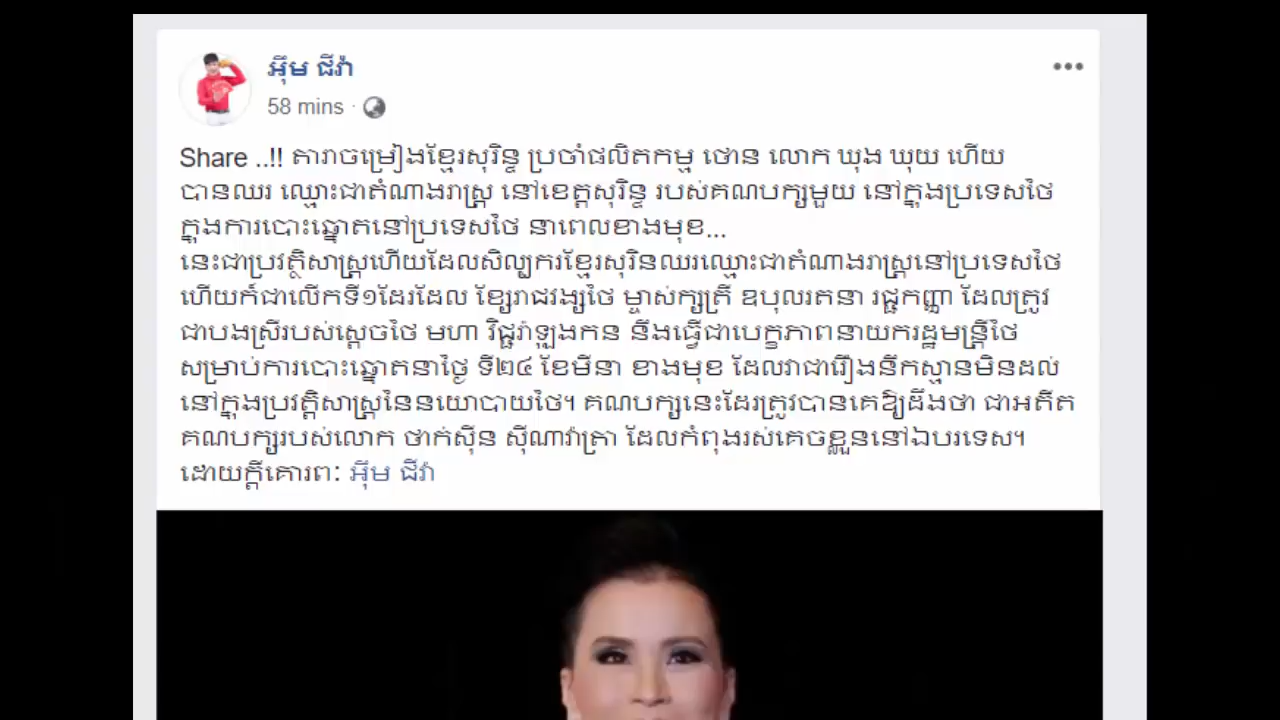 អ៊ឹម ជីវ៉ា
58 mins ·
Share ..!! តារាចម្រៀងខ្មែរសុរិន្ទ ប្រចាំផលិតកម្ម ថោន លោក ឃុង ឃុយ ហើយ
បានឈរ ឈ្មោះជាតំណាងរាស្ត្រ នៅខេត្តសុរិន្ទ របស់គណបក្សមួយ នៅក្នុងប្រទេសថៃ
ក្នុងការបោះឆ្នោតនៅប្រទេសថៃ នាពេលខាងមុខ...
នេះជាប្រវត្តិសាស្ត្រហើយដែលសិល្បករខ្មែរសុរិនឈរឈ្មោះជាតំណាងរាស្ត្រនៅប្រទេសថៃ
ហើយក៍ជាលើកទី១ដែរដែល ខ្សែរាជវង្សថៃ ម្ចាស់ក្សត្រី ឧបុលរតនា រជ្ជកញ្ញា ដែលត្រូវ
ជាបងស្រីរបស់ស្តេចថៃ មហា វិជ្ជរ៉ាឡុងកន នឹងធ្វើជាបេក្ខភាពនាយករដ្ឋមន្ត្រីថៃ
សម្រាប់ការបោះឆ្នោតនាថ្ងៃ ទី២៤ ខែមីនា ខាងមុខ ដែលវាជារឿងនឹកស្មានមិនដល់
នៅក្នុងប្រវត្តិសាស្ត្រនៃនយោបាយថៃ។ គណបក្សនេះដែរត្រូវបានគេឱ្យដឹងថា ជាអតីត
គណបក្សរបស់លោក ថាក់ស៊ីន ស៊ីណាវ៉ាត្រា ដែលកំពុងរស់គេចខ្លួននៅឯបរទេស។
ដោយក្តីគោរពៈ អ៊ឹម ជីវ៉ា